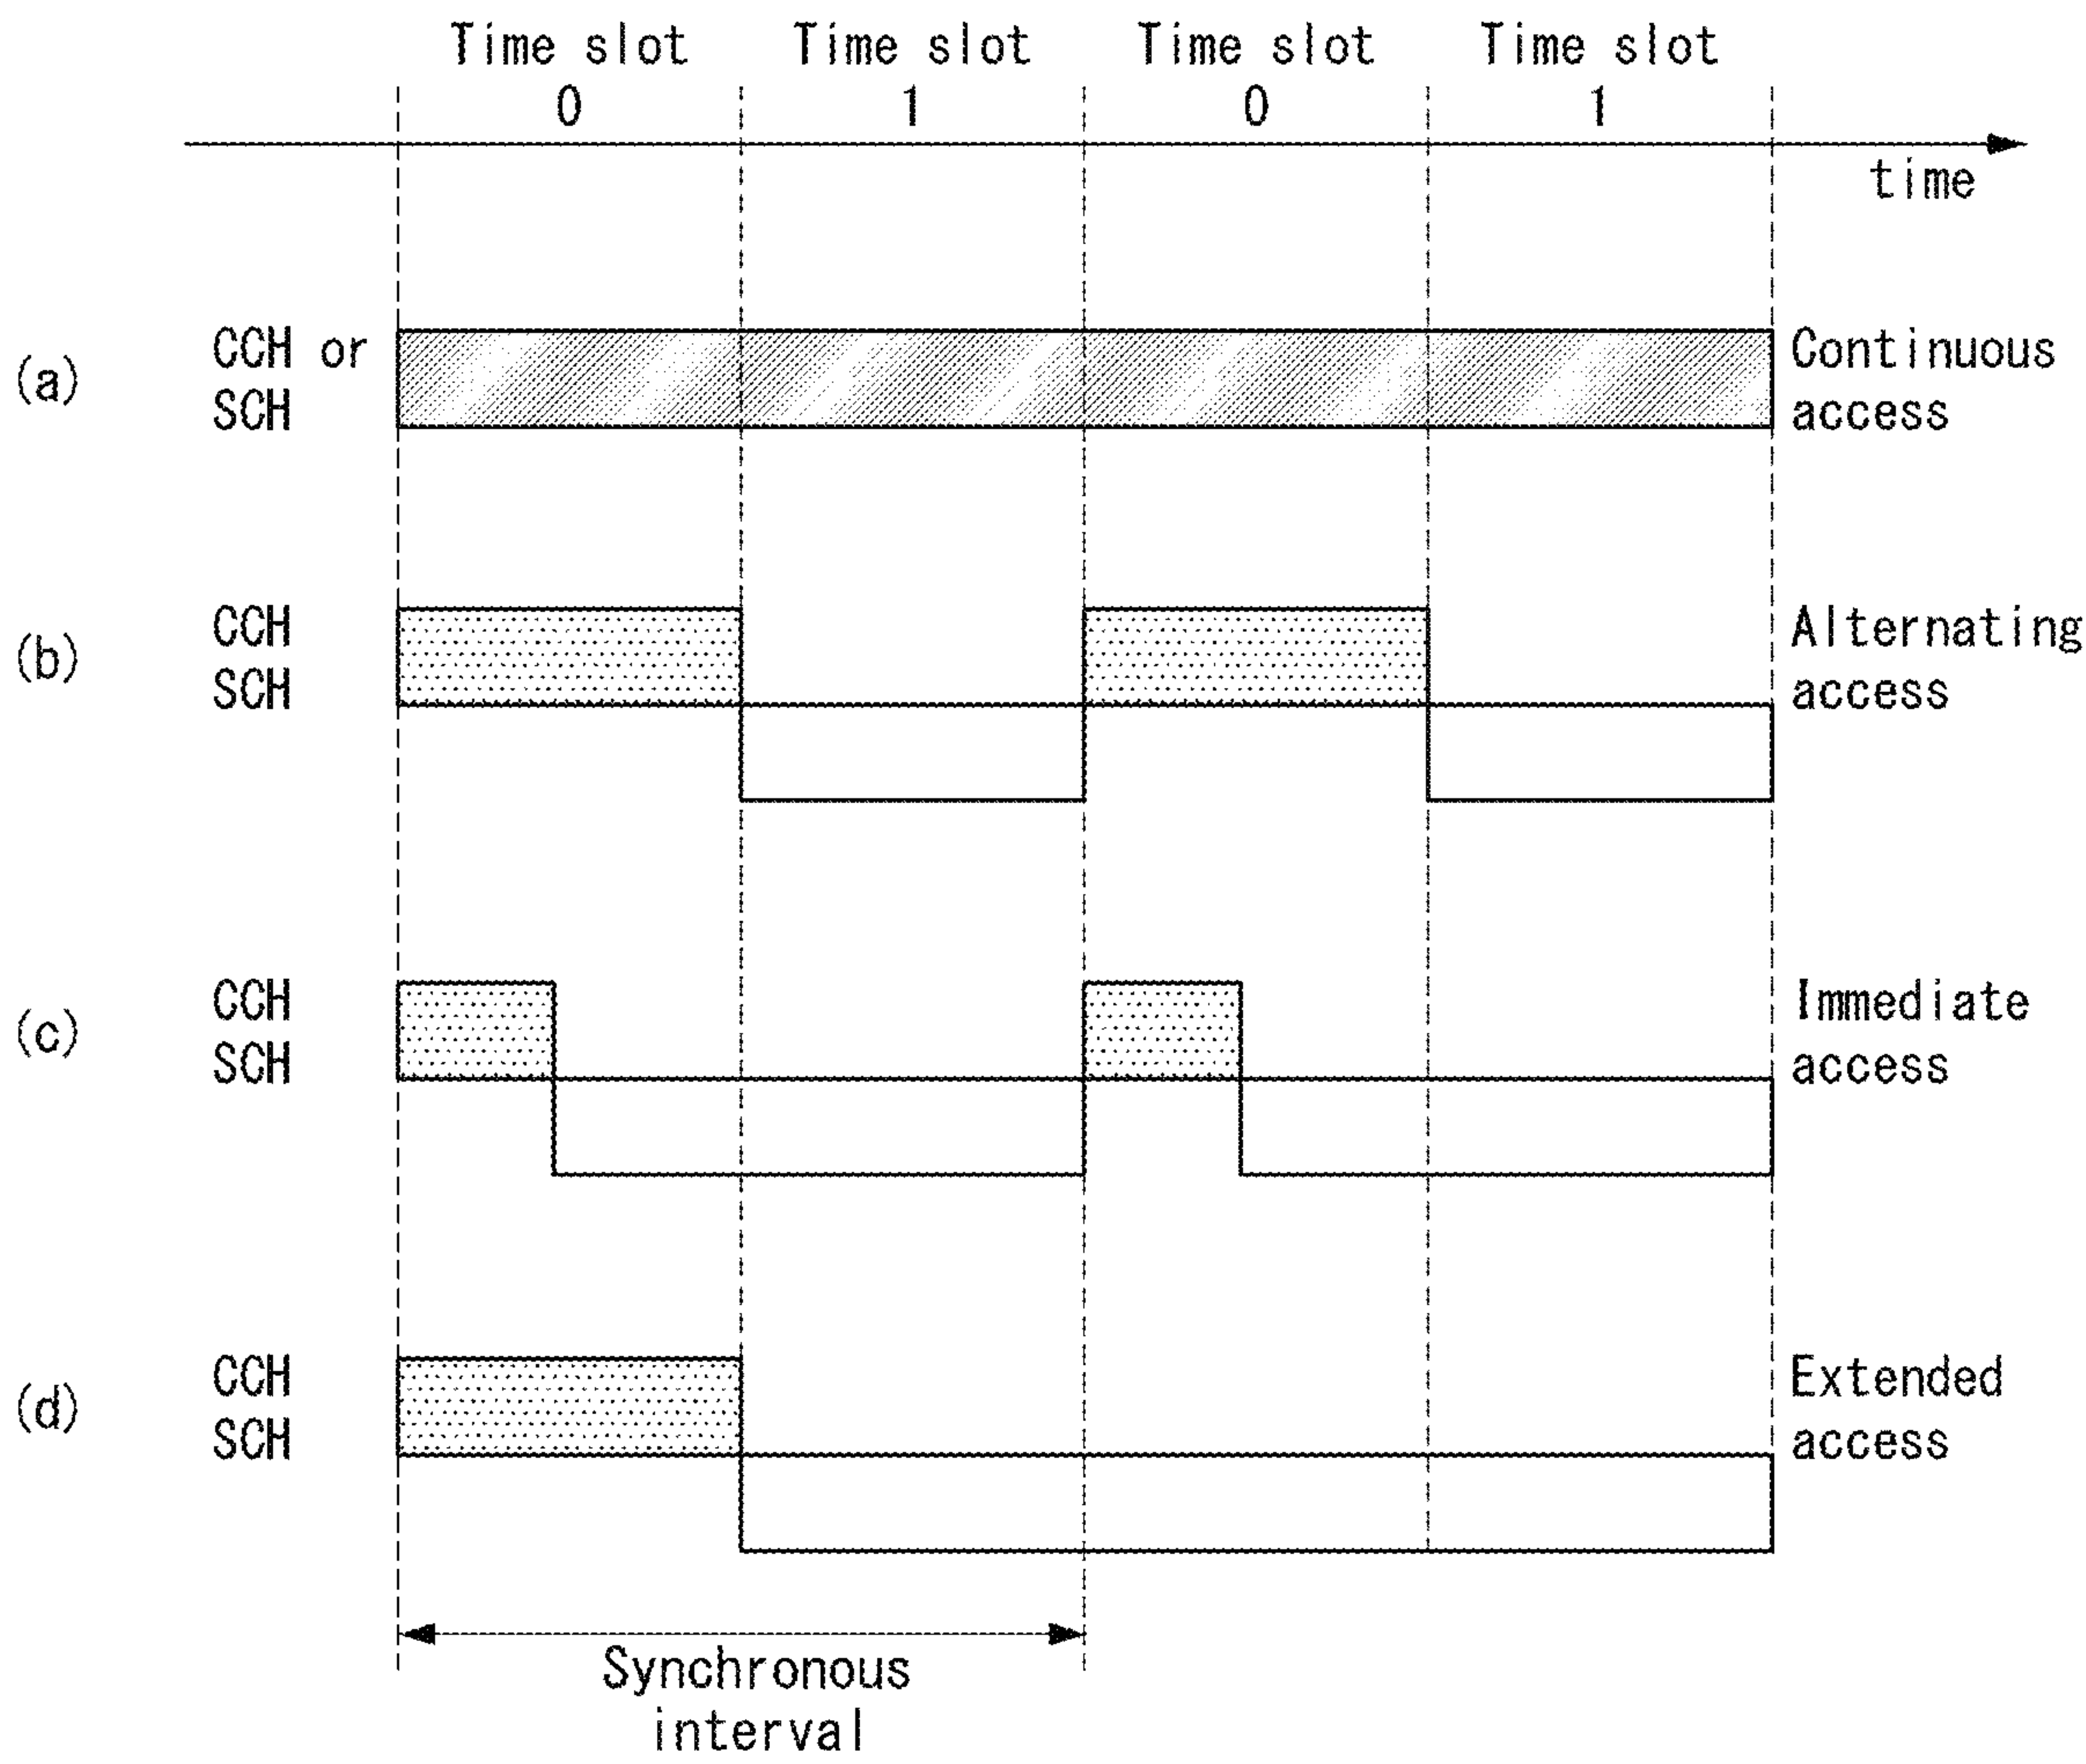 Time slot Time slot Time slot Time slot
0 1 0 1
time
(a) CCH or Continuous
SCH access
(b) CCH Alternating
SCH access
(c) CCH Immediate
SCH access
(d) CCH Extended
SCH access
Synchronous
interval